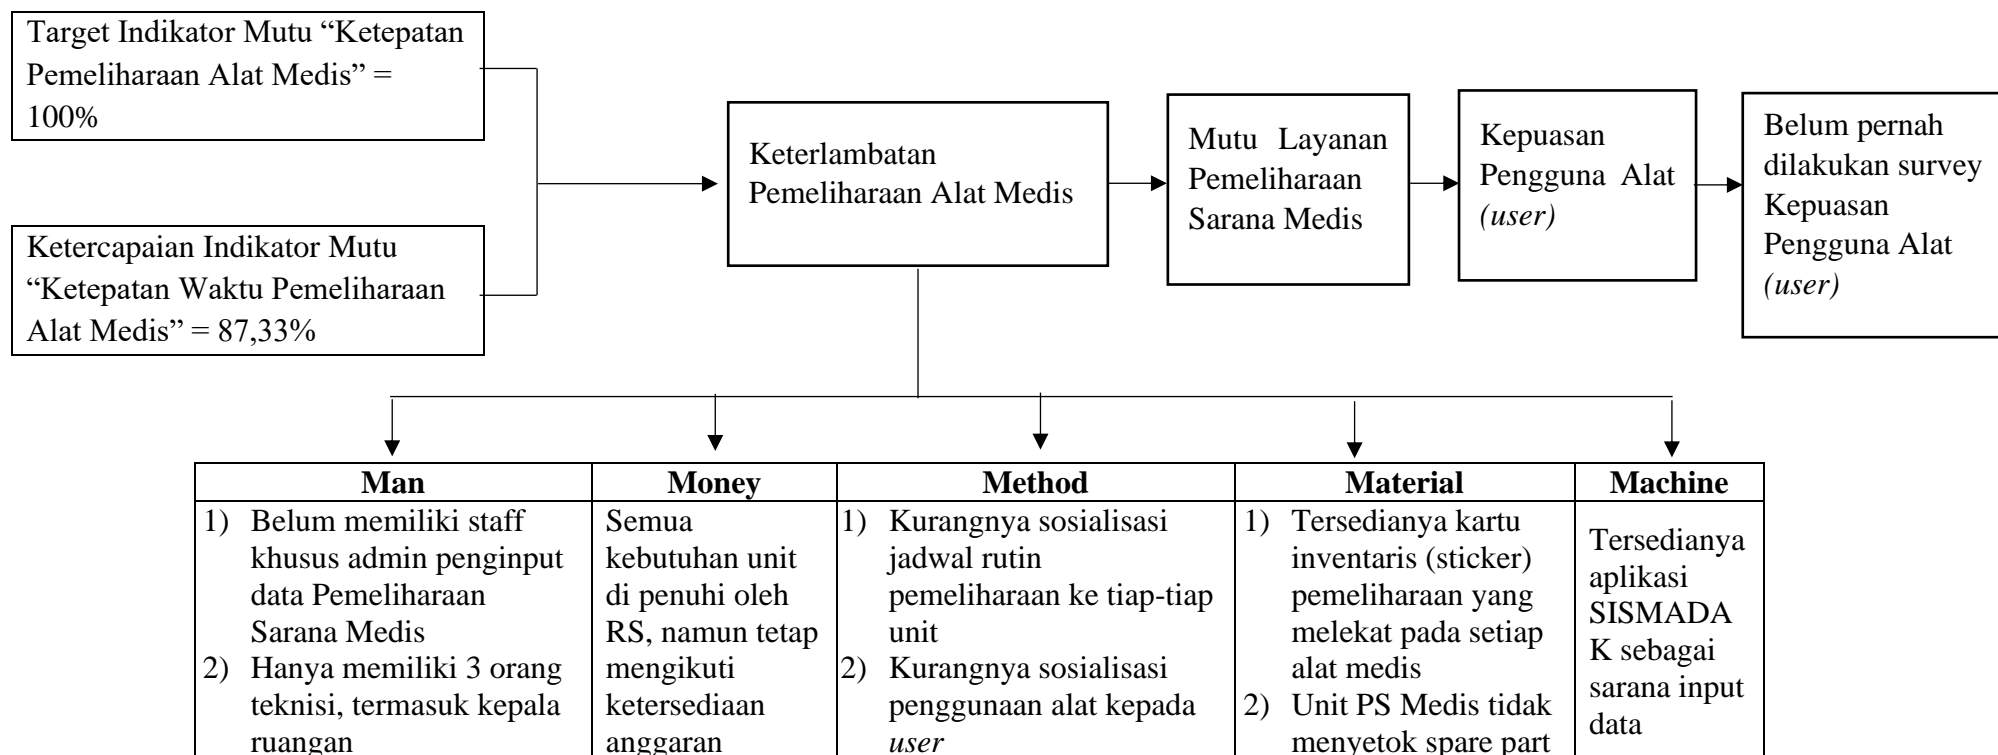 Target Indikator Mutu “Ketepatan
Pemeliharaan Alat Medis” =
100%
Ketercapaian Indikator Mutu
“Ketepatan Waktu Pemeliharaan
Alat Medis” = 87,33%
Keterlambatan
Pemeliharaan Alat Medis
Mutu Layanan
Pemeliharaan
Sarana Medis
Kepuasan
Pengguna Alat
(user)
Belum pernah
dilakukan survey
Kepuasan
Pengguna Alat
(user)
Man
1) Belum memiliki staff
khusus admin penginput
data Pemeliharaan
Sarana Medis
2) Hanya memiliki 3 orang
teknisi, termasuk kepala
ruangan
Money
Semua
kebutuhan unit
di penuhi oleh
RS, namun tetap
mengikuti
ketersediaan
anggaran
Method
1) Kurangnya sosialisasi
jadwal rutin
pemeliharaan ke tiap-tiap
unit
2) Kurangnya sosialisasi
penggunaan alat kepada
user
Material
1) Tersedianya kartu
inventaris (sticker)
pemeliharaan yang
melekat pada setiap
alat medis
2) Unit PS Medis tidak
menyetok spare part
Machine
Tersedianya
aplikasi
SISMADA
K sebagai
sarana input
data